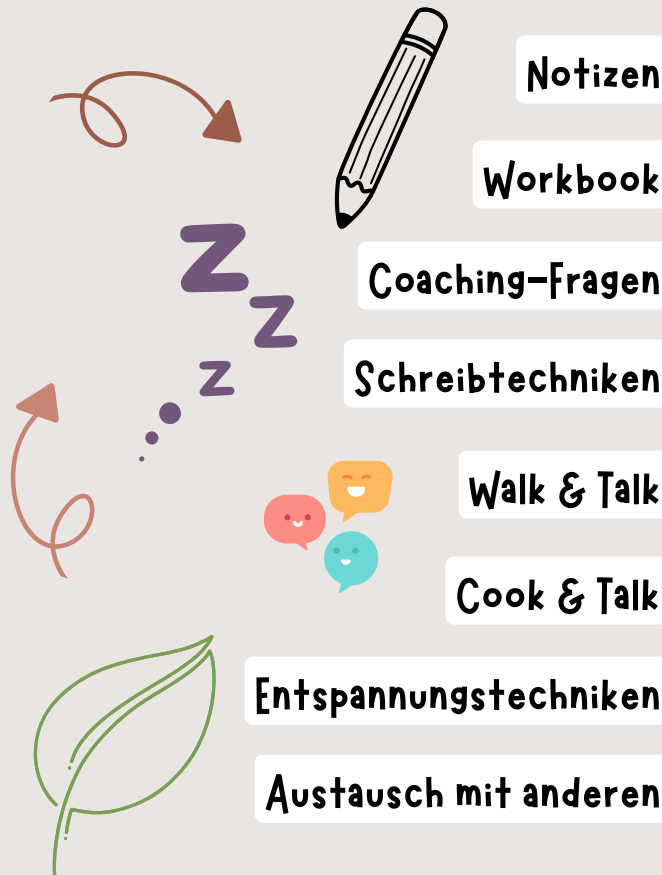 Notizen
Workbook
Coaching-Fragen
Schreibtechniken
Walk & Talk
Cook & Talk
Entspannungstechniken
Austausch mit anderen
z
z
z